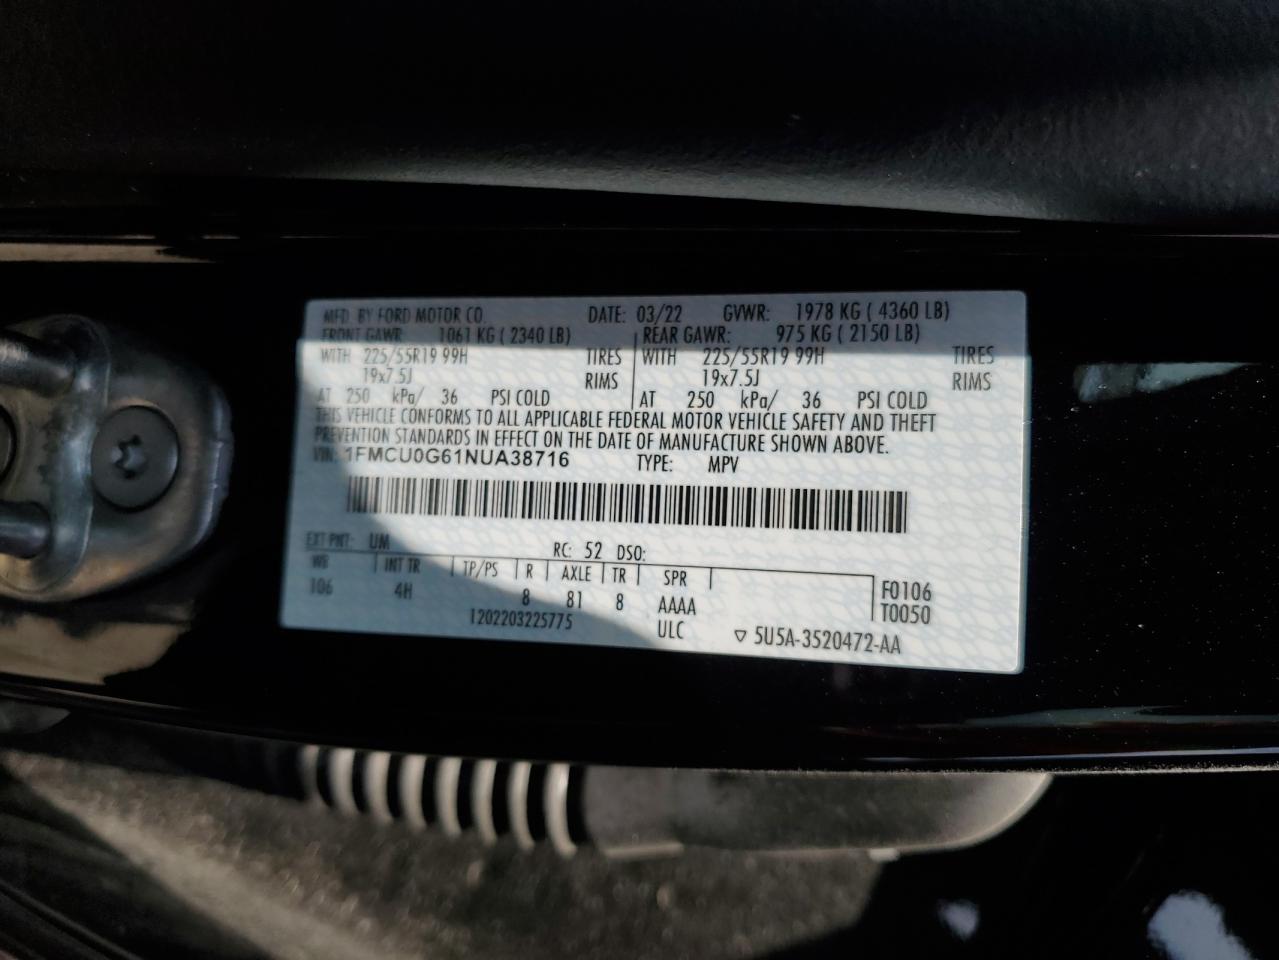 MFD. BY FORD MOTOR CO. DATE: 03/22 GVWR: 1978 KG ( 4360 LB)
FRONT GAWR: 1061 KG ( 2340 LB) REAR GAWR: 975 KG ( 2150 LB)
WITH 225/55R19 99H TIRES WITH 225/55R19 99H TIRES
19x7.5J RIMS 19x7.5J RIMS
AT 250 kPa/ 36 PSI COLD AT 250 kPa/ 36 PSI COLD
THIS VEHICLE CONFORMS TO ALL APPLICABLE FEDERAL MOTOR VEHICLE SAFETY AND THEFT
PREVENTION STANDARDS IN EFFECT ON THE DATE OF MANUFACTURE SHOWN ABOVE.
VIN: 1FMCU0G61NUA38716 TYPE: MPV
EXT PNT: UM RC: 52 DSO:
WB INT TR TP/PS R AXLE TR SPR F0106
106 4H 8 81 8 AAAA T0050
1202203225775 ULC ▽ 5U5A-3520472-AA